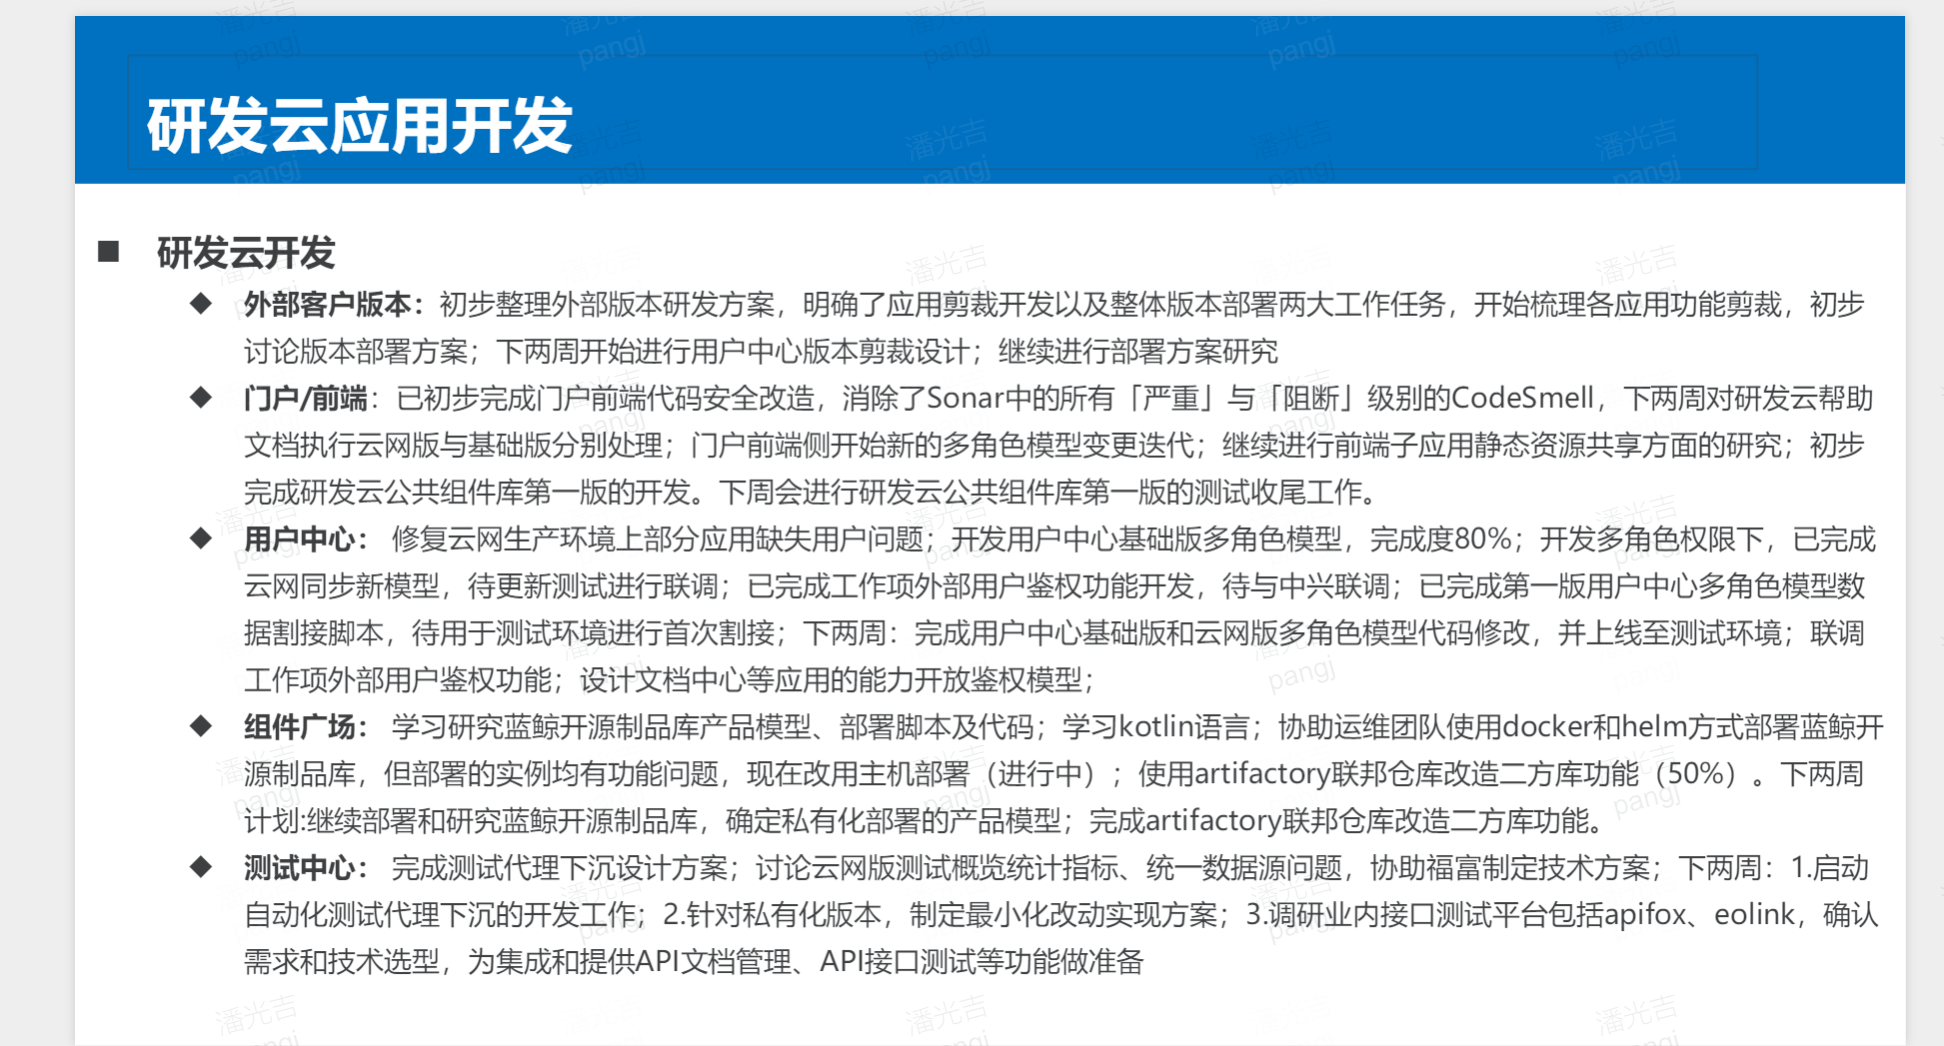 研发云应用开发
■ 研发云开发
◆ 外部客户版本：初步整理外部版本研发方案，明确了应用剪裁开发以及整体版本部署两大工作任务，开始梳理各应用功能剪裁，初步
讨论版本部署方案；下两周开始进行用户中心版本剪裁设计；继续进行部署方案研究
◆ 门户/前端：已初步完成门户前端代码安全改造，消除了Sonar中的所有「严重」与「阻断」级别的CodeSmell，下两周对研发云帮助
文档执行云网版与基础版分别处理；门户前端侧开始新的多角色模型变更迭代；继续进行前端子应用静态资源共享方面的研究；初步
完成研发云公共组件库第一版的开发。下周会进行研发云公共组件库第一版的测试收尾工作。
◆ 用户中心： 修复云网生产环境上部分应用缺失用户问题；开发用户中心基础版多角色模型，完成度80%；开发多角色权限下，已完成
云网同步新模型，待更新测试进行联调；已完成工作项外部用户鉴权功能开发，待与中兴联调；已完成第一版用户中心多角色模型数
据割接脚本，待用于测试环境进行首次割接；下两周：完成用户中心基础版和云网版多角色模型代码修改，并上线至测试环境；联调
工作项外部用户鉴权功能；设计文档中心等应用的能力开放鉴权模型；
◆ 组件广场： 学习研究蓝鲸开源制品库产品模型、部署脚本及代码；学习kotlin语言；协助运维团队使用docker和helm方式部署蓝鲸开
源制品库，但部署的实例均有功能问题，现在改用主机部署（进行中）；使用artifactory联邦仓库改造二方库功能（50%）。下两周
计划:继续部署和研究蓝鲸开源制品库，确定私有化部署的产品模型；完成artifactory联邦仓库改造二方库功能。
◆ 测试中心： 完成测试代理下沉设计方案；讨论云网版测试概览统计指标、统一数据源问题，协助福富制定技术方案；下两周：1.启动
自动化测试代理下沉的开发工作；2.针对私有化版本，制定最小化改动实现方案；3.调研业内接口测试平台包括apifox、eolink，确认
需求和技术选型，为集成和提供API文档管理、API接口测试等功能做准备
潘光吉
pangj